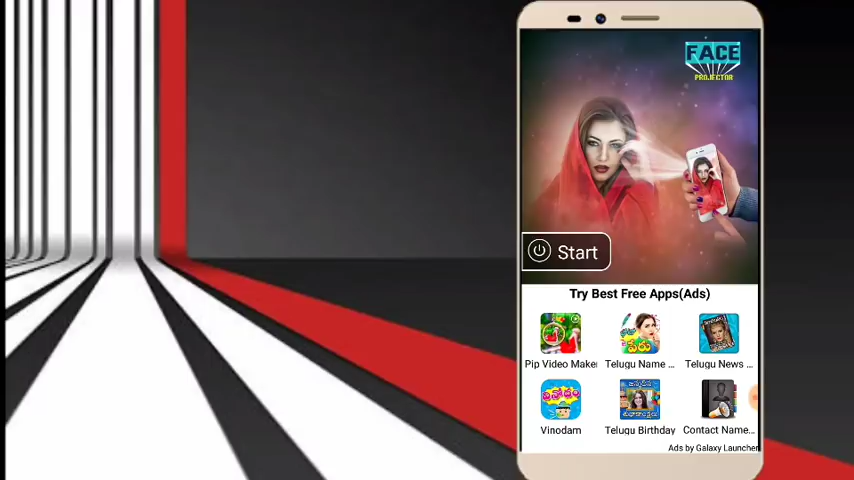 FACE
PROJECTOR
Start
Try Best Free Apps(Ads)
Pip Video Maker
Telugu Name ...
Telugu News ...
వినోదం
Vinodam
Telugu Birthday
Contact Name...
Ads by Galaxy Launcher